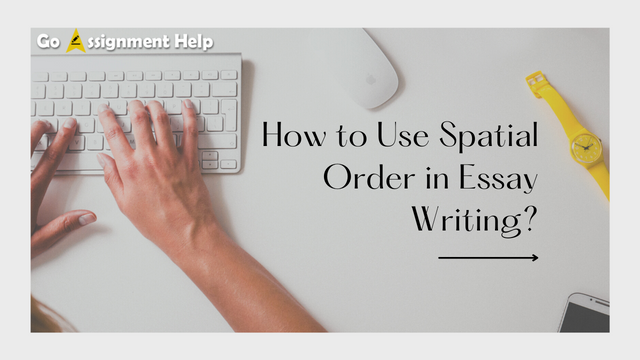 Go Assignment Help
How to Use Spatial
Order in Essay
Writing?